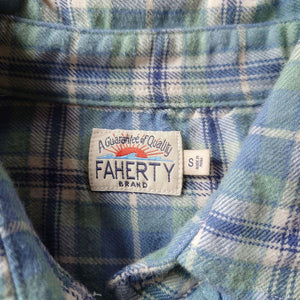 A Guarantee of Quality
FAHERTY
BRAND
S